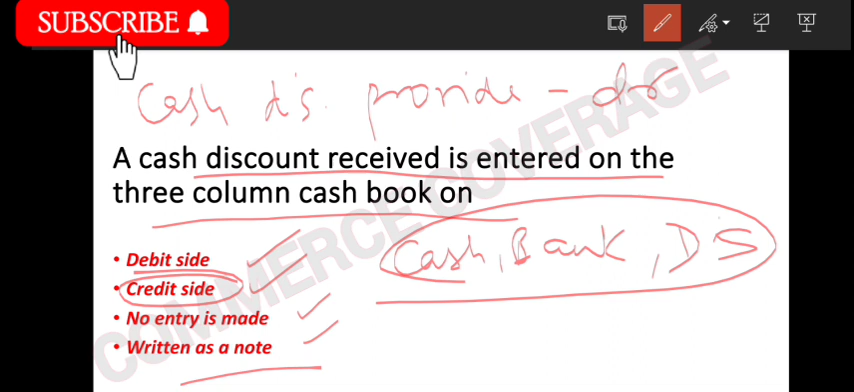 SUBSCRIBE
Cash dis. provide - dr
A cash discount received is entered on the
three column cash book on
Cash, Bank, DS
• Debit side
• Credit side
• No entry is made
• Written as a note
COMMERCE COVERAGE